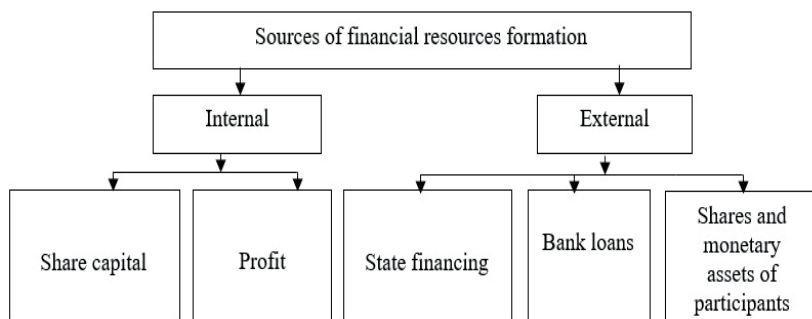 Sources of financial resources formation
Internal
External
Share capital
Profit
State financing
Bank loans
Shares and
monetary
assets of
participants